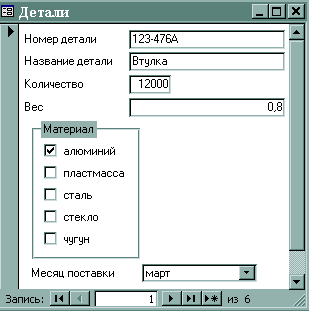 Детали
Номер детали 123-476А
Название детали Втулка
Количество 12000
Вес 0,8
Материал
алюминий
пластмасса
сталь
стекло
чугун
Месяц поставки март
Запись: 1 из 6